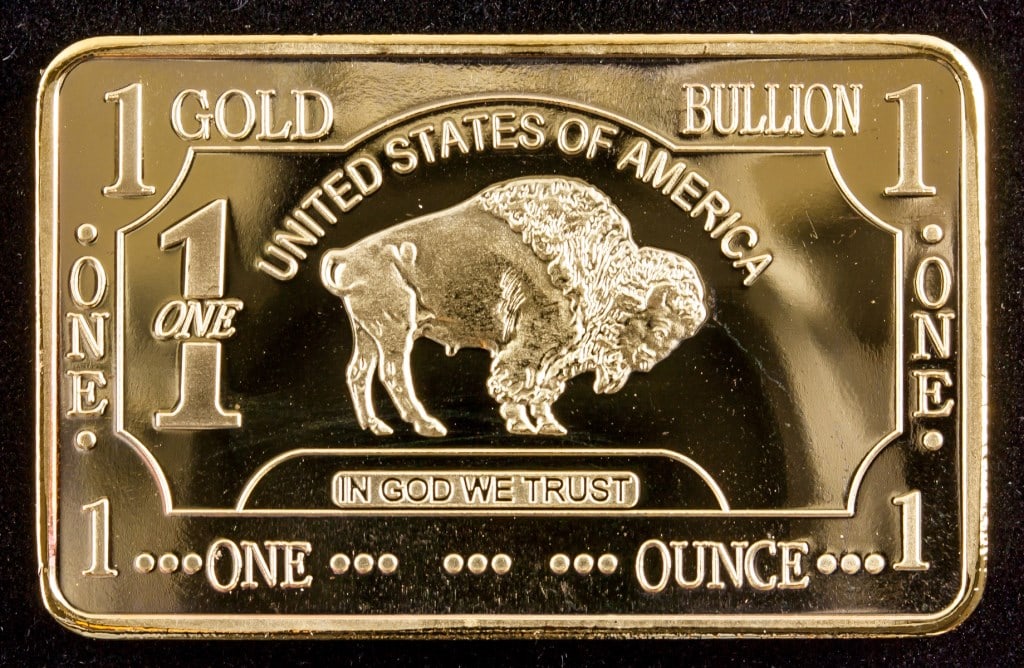 1 GOLD BULLION 1
UNITED STATES OF AMERICA
1
ONE
· ONE ·
· ONE ·
IN GOD WE TRUST
1 •••ONE ••• ••• ••• OUNCE••• 1